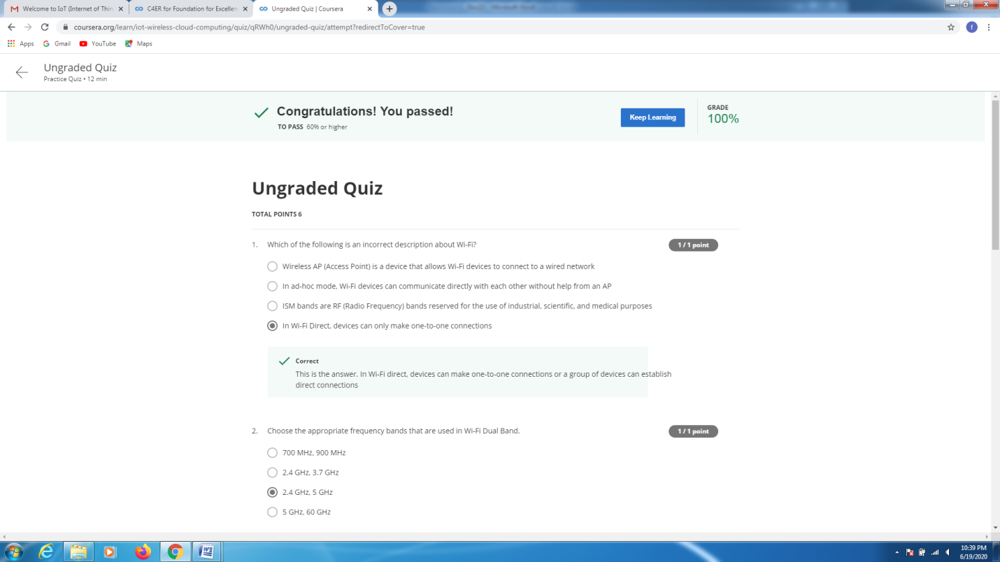 Welcome to IoT (Internet of Thin
C4ER for Foundation for Excellen
Ungraded Quiz | Coursera
coursera.org/learn/iot-wireless-cloud-computing/quiz/qRWh0/ungraded-quiz/attempt?redirectToCover=true
f
Apps
Gmail
YouTube
Maps
Ungraded Quiz
Practice Quiz • 12 min
Congratulations! You passed!
TO PASS 60% or higher
Keep Learning
GRADE
100%
Ungraded Quiz
TOTAL POINTS 6
1. Which of the following is an incorrect description about Wi-Fi?
1 / 1 point
Wireless AP (Access Point) is a device that allows Wi-Fi devices to connect to a wired network
In ad-hoc mode, Wi-Fi devices can communicate directly with each other without help from an AP
ISM bands are RF (Radio Frequency) bands reserved for the use of industrial, scientific, and medical purposes
In Wi-Fi Direct, devices can only make one-to-one connections
Correct
This is the answer. In Wi-Fi direct, devices can make one-to-one connections or a group of devices can establish
direct connections
2. Choose the appropriate frequency bands that are used in Wi-Fi Dual Band.
1 / 1 point
700 MHz, 900 MHz
2.4 GHz, 3.7 GHz
2.4 GHz, 5 GHz
5 GHz, 60 GHz
10:39 PM
6/19/2020